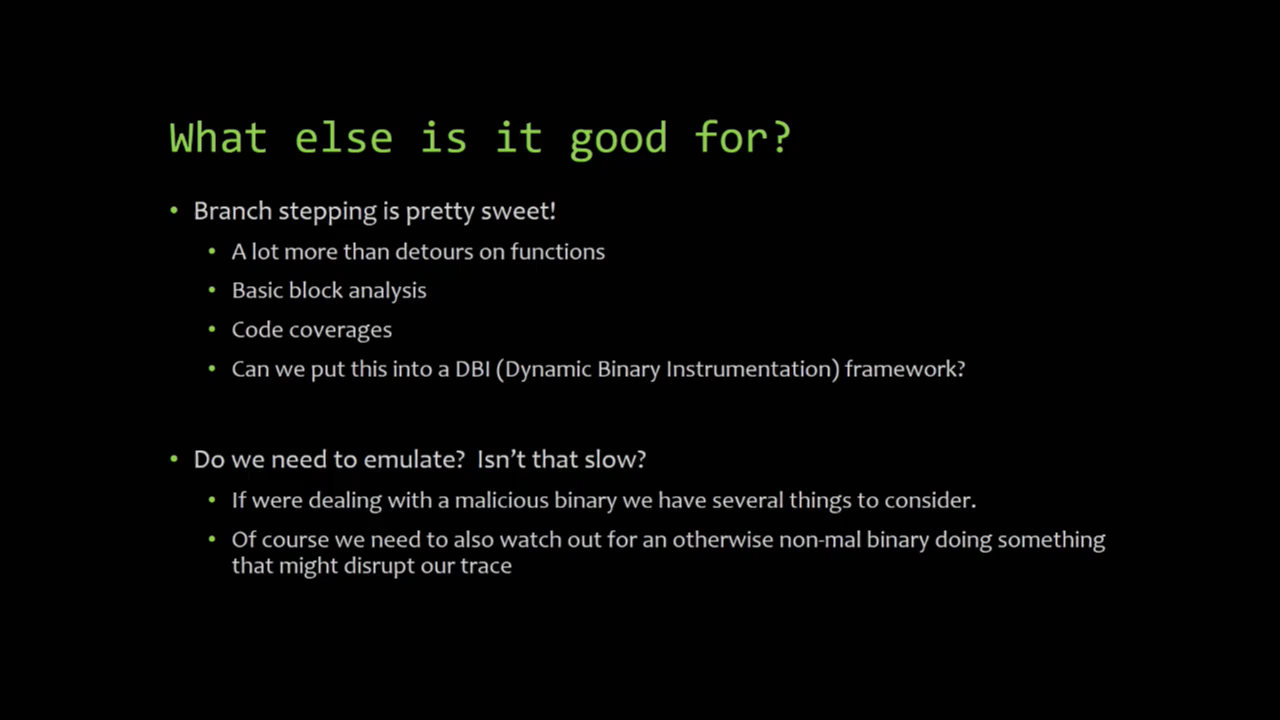 What else is it good for?
• Branch stepping is pretty sweet!
• A lot more than detours on functions
• Basic block analysis
• Code coverages
• Can we put this into a DBI (Dynamic Binary Instrumentation) framework?
• Do we need to emulate?  Isn’t that slow?
• If were dealing with a malicious binary we have several things to consider.
• Of course we need to also watch out for an otherwise non-mal binary doing something
that might disrupt our trace